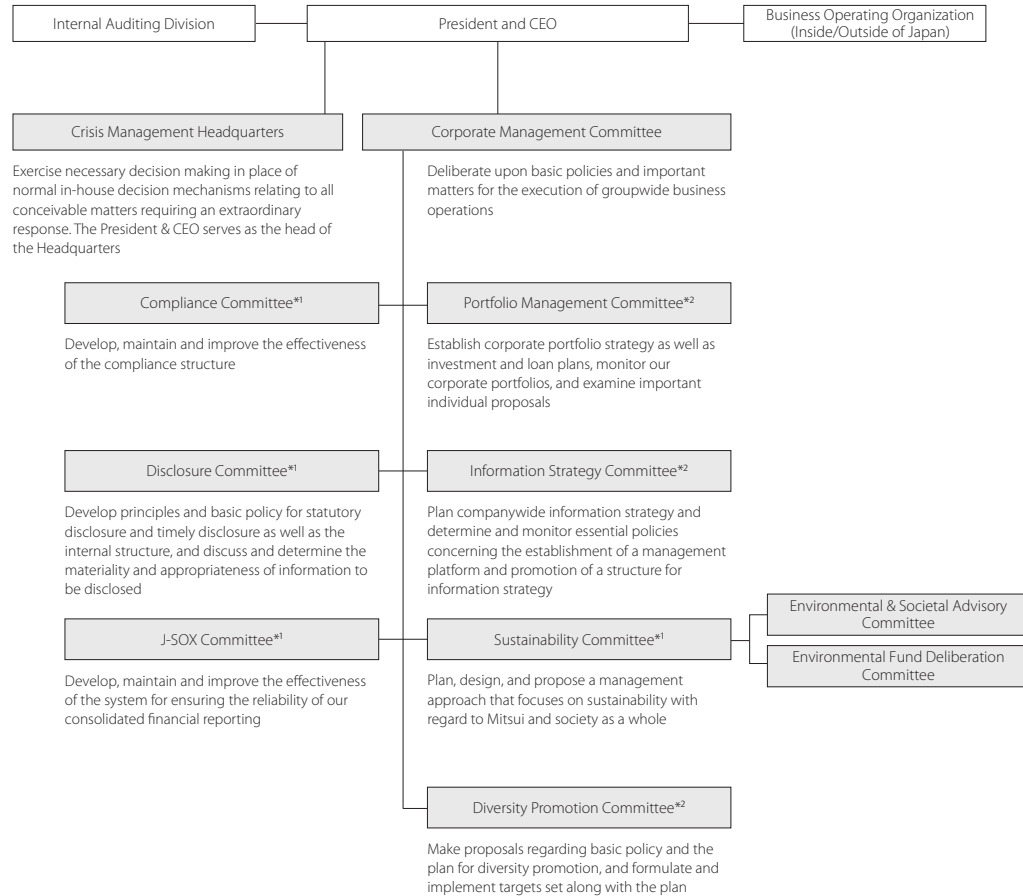 Internal Auditing Division
President and CEO
Business Operating Organization
(Inside/Outside of Japan)
Crisis Management Headquarters
Exercise necessary decision making in place of
normal in-house decision mechanisms relating to all
conceivable matters requiring an extraordinary
response. The President & CEO serves as the head of
the Headquarters
Corporate Management Committee
Deliberate upon basic policies and important
matters for the execution of groupwide business
operations
Compliance Committee*1
Develop, maintain and improve the effectiveness
of the compliance structure
Portfolio Management Committee*2
Establish corporate portfolio strategy as well as
investment and loan plans, monitor our
corporate portfolios, and examine important
individual proposals
Disclosure Committee*1
Develop principles and basic policy for statutory
disclosure and timely disclosure as well as the
internal structure, and discuss and determine the
materiality and appropriateness of information to
be disclosed
Information Strategy Committee*2
Plan companywide information strategy and
determine and monitor essential policies
concerning the establishment of a management
platform and promotion of a structure for
information strategy
J-SOX Committee*1
Develop, maintain and improve the effectiveness
of the system for ensuring the reliability of our
consolidated financial reporting
Sustainability Committee*1
Plan, design, and propose a management
approach that focuses on sustainability with
regard to Mitsui and society as a whole
Environmental & Societal Advisory
Committee
Environmental Fund Deliberation
Committee
Diversity Promotion Committee*2
Make proposals regarding basic policy and the
plan for diversity promotion, and formulate and
implement targets set along with the plan